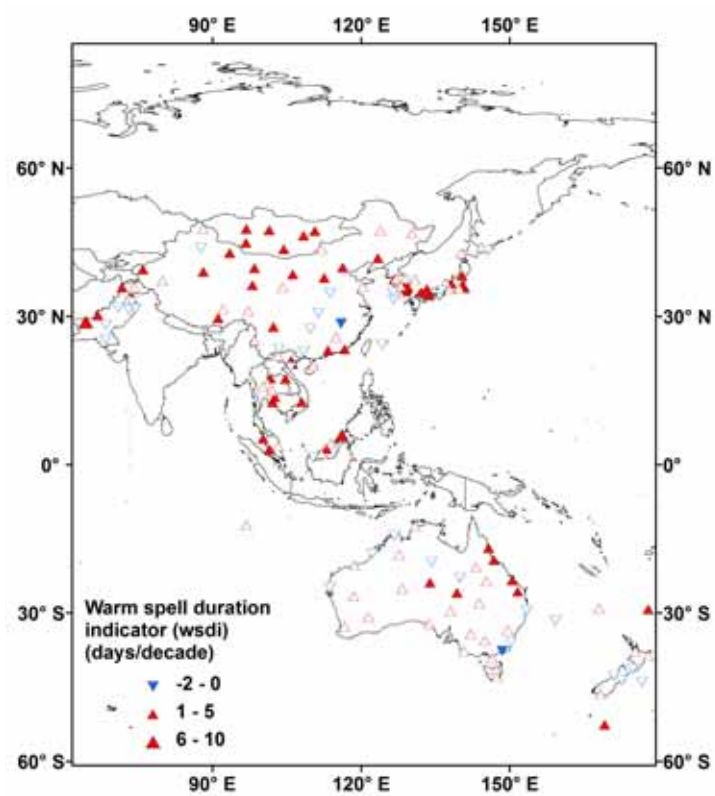 90° E 120° E 150° E
60° N 60° N
30° N 30° N
0° 0°
30° S 30° S
Warm spell duration
indicator (wsdi)
(days/decade)
-2 - 0
1 - 5
6 - 10
60° S 60° S
90° E 120° E 150° E